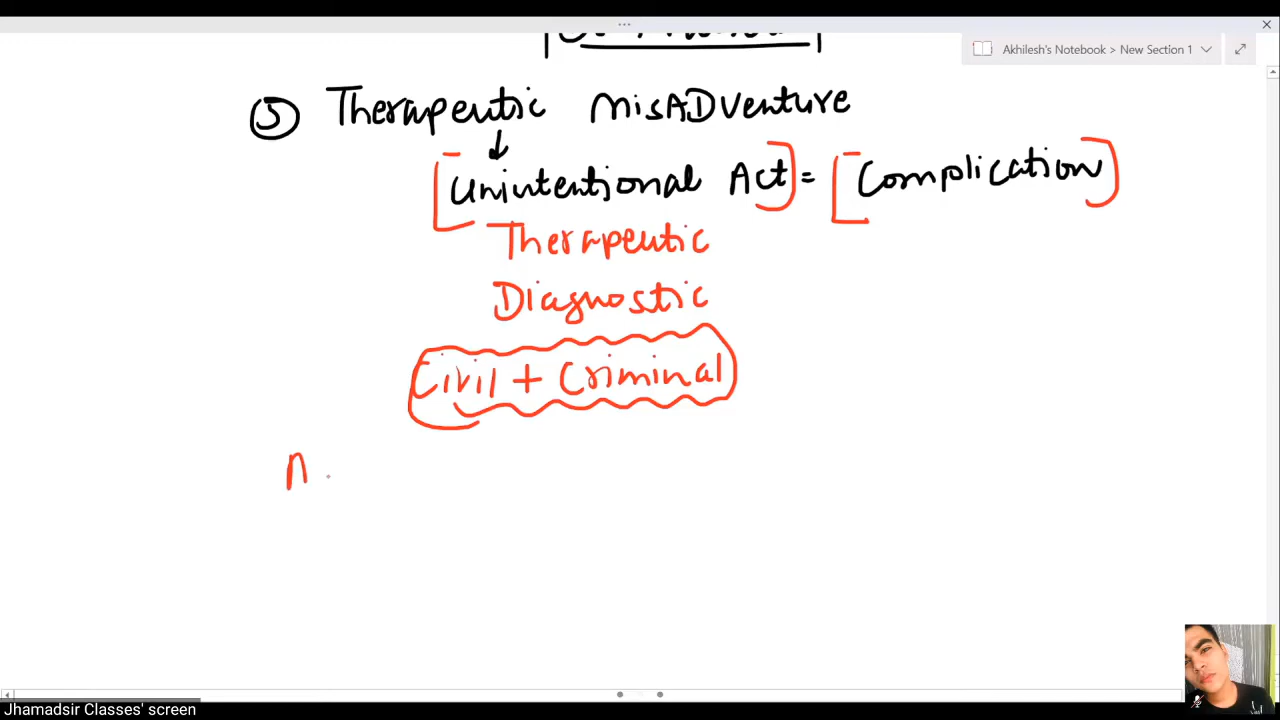 Akhilesh's Notebook > New Section 1
5 Therapeutic MisADVenture
[Unintentional Act] = [Complication]
Therapeutic
Diagnostic
Civil + Criminal
n
Jhamadsir Classes' screen